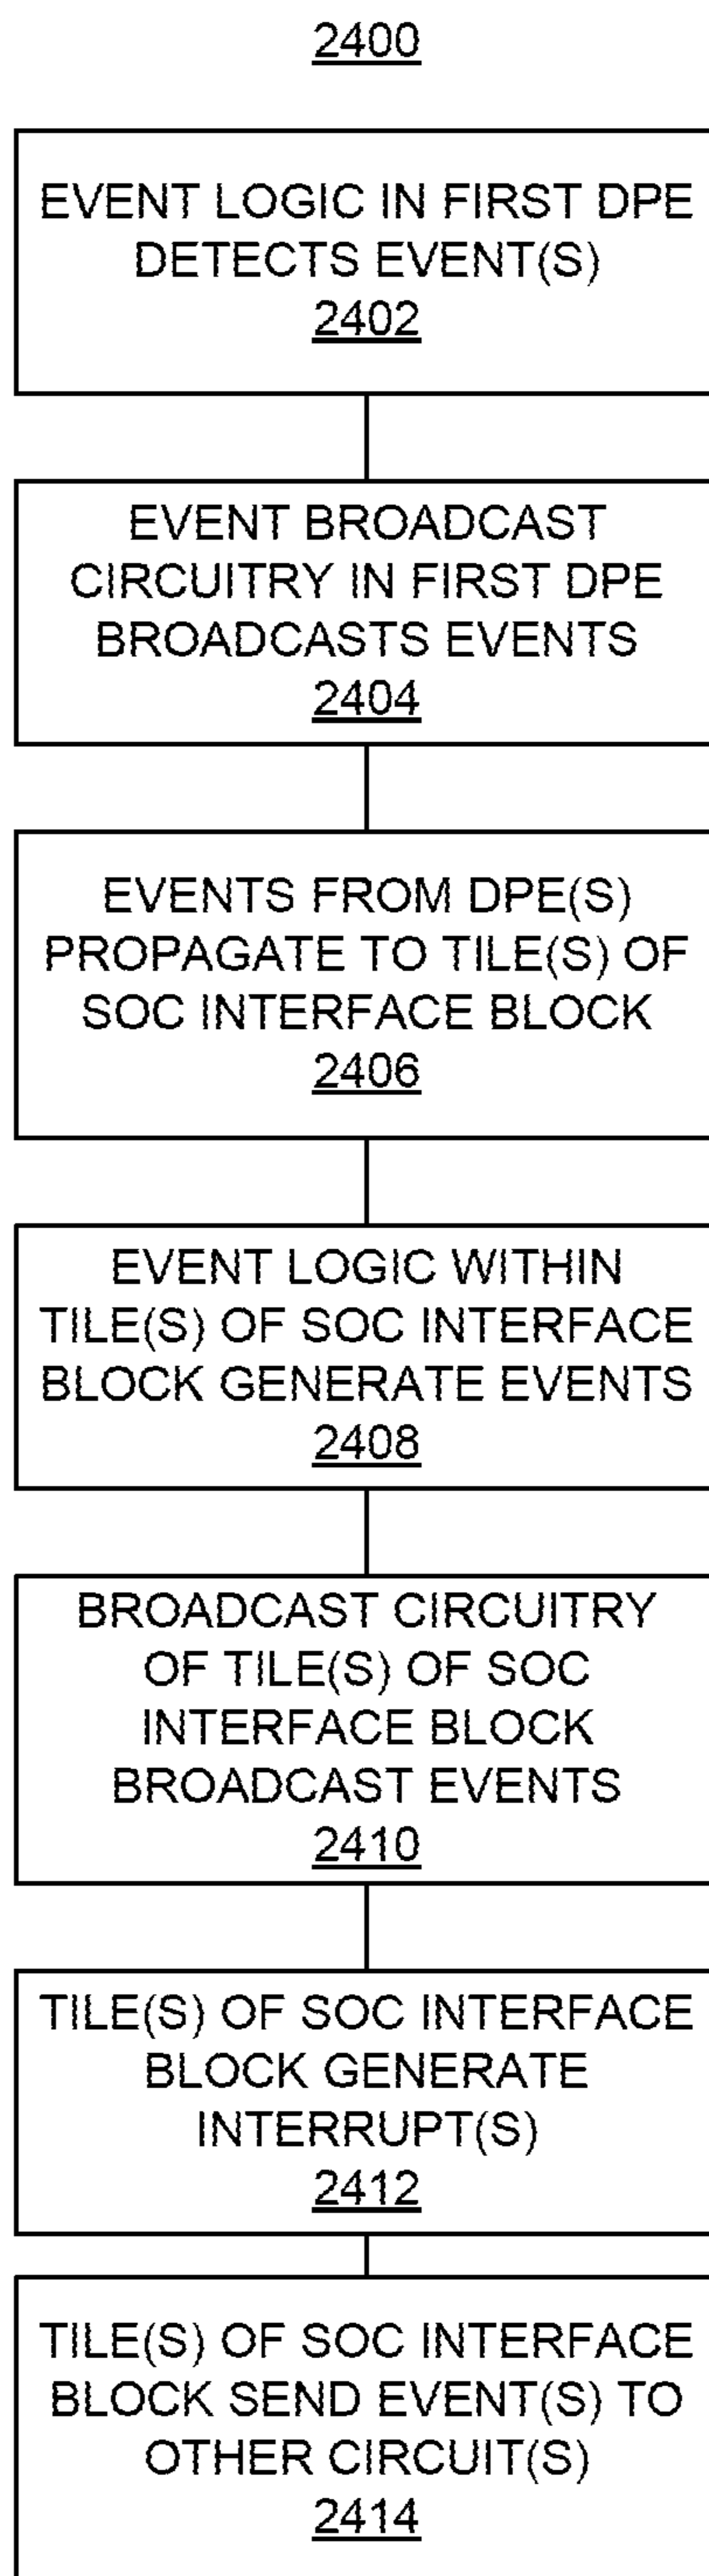 2400
EVENT LOGIC IN FIRST DPE
DETECTS EVENT(S)
2402
EVENT BROADCAST
CIRCUITRY IN FIRST DPE
BROADCASTS EVENTS
2404
EVENTS FROM DPE(S)
PROPAGATE TO TILE(S) OF
SOC INTERFACE BLOCK
2406
EVENT LOGIC WITHIN
TILE(S) OF SOC INTERFACE
BLOCK GENERATE EVENTS
2408
BROADCAST CIRCUITRY
OF TILE(S) OF SOC
INTERFACE BLOCK
BROADCAST EVENTS
2410
TILE(S) OF SOC INTERFACE
BLOCK GENERATE
INTERRUPT(S)
2412
TILE(S) OF SOC INTERFACE
BLOCK SEND EVENT(S) TO
OTHER CIRCUIT(S)
2414